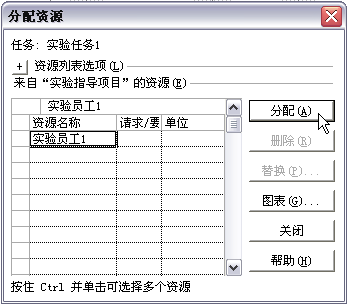 分配资源
任务: 实验任务1
+ 资源列表选项(L)
来自“实验指导项目”的资源(E)
实验员工1
资源名称 请求/要 单位
实验员工1
分配(A)
删除(R)
替换(P)...
图表(G)...
关闭
帮助(H)
按住 Ctrl 并单击可选择多个资源